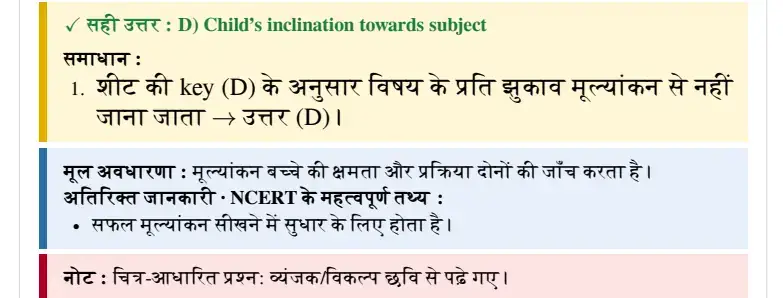 ✓ सही उत्तर : D) Child's inclination towards subject
समाधान :
1. शीट की key (D) के अनुसार विषय के प्रति झुकाव मूल्यांकन से नहीं
जाना जाता → उत्तर (D)।
मूल अवधारणा : मूल्यांकन बच्चे की क्षमता और प्रक्रिया दोनों की जाँच करता है।
अतिरिक्त जानकारी · NCERT के महत्वपूर्ण तथ्य :
• सफल मूल्यांकन सीखने में सुधार के लिए होता है।
नोट : चित्र-आधारित प्रश्न: व्यंजक/विकल्प छवि से पढ़े गए।